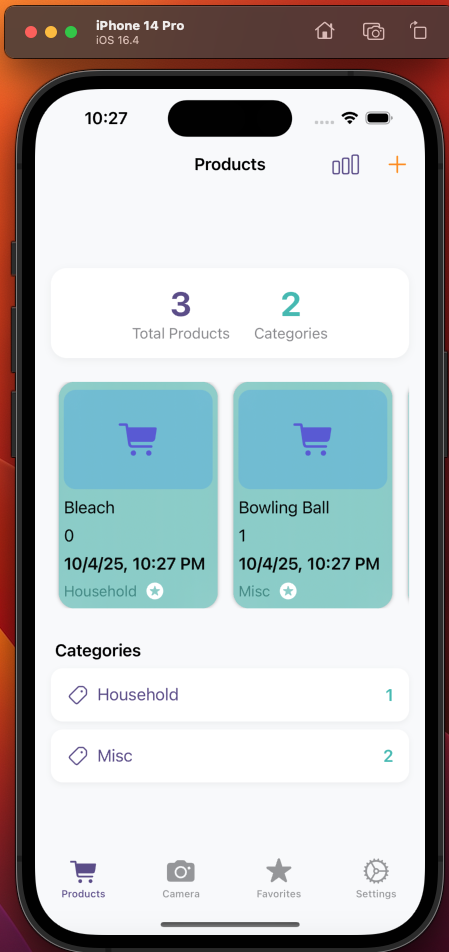 iPhone 14 Pro
iOS 16.4
10:27
Products
3
2
Total Products
Categories
Bleach
0
10/4/25, 10:27 PM
Household
Bowling Ball
1
10/4/25, 10:27 PM
Misc
Categories
Household 1
Misc 2
Products
Camera
Favorites
Settings